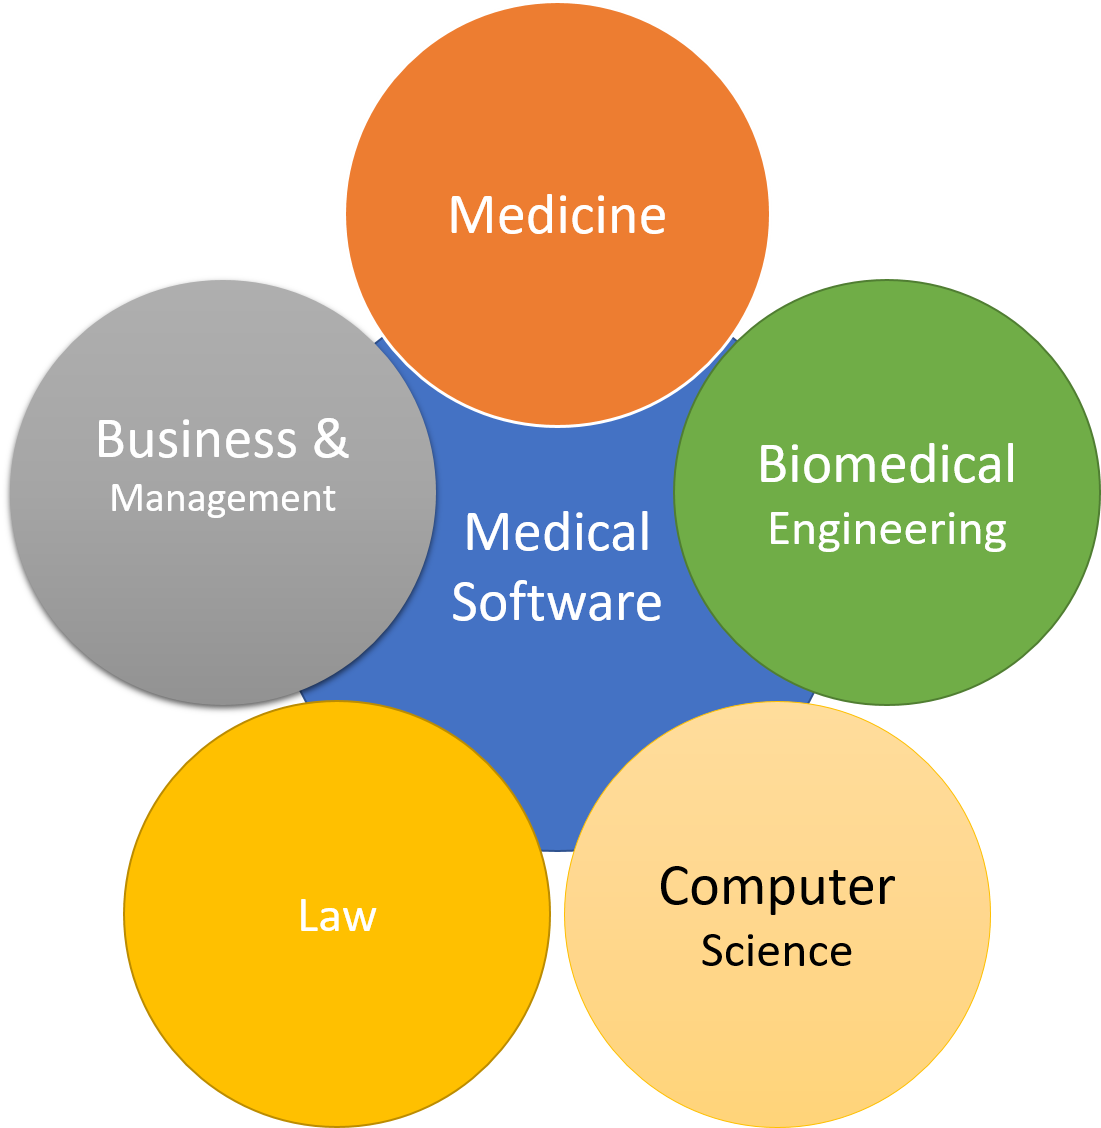 Medicine
Business &
Management
Biomedical
Engineering
Medical
Software
Law
Computer
Science